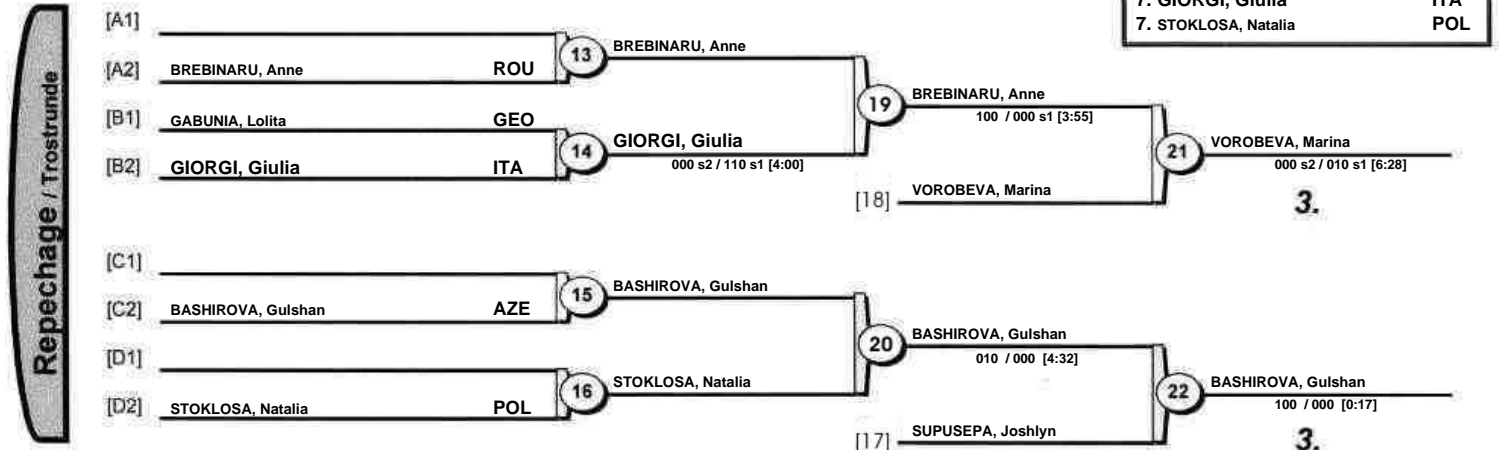 7. GIORGI, Giulia ITA
7. STOKLOSA, Natalia POL
Repechage / Trostrunde
[A1]
[A2] BREBINARU, Anne ROU
13 BREBINARU, Anne
[B1] GABUNIA, Lolita GEO
[B2] GIORGI, Giulia ITA
14 GIORGI, Giulia
000 s2 / 110 s1 [4:00]
19 BREBINARU, Anne
100 / 000 s1 [3:55]
[18] VOROBEVA, Marina
21 VOROBEVA, Marina
000 s2 / 010 s1 [6:28]
3.
[C1]
[C2] BASHIROVA, Gulshan AZE
15 BASHIROVA, Gulshan
[D1]
[D2] STOKLOSA, Natalia POL
16 STOKLOSA, Natalia
20 BASHIROVA, Gulshan
010 / 000 [4:32]
[17] SUPUSEPA, Joshlyn
22 BASHIROVA, Gulshan
100 / 000 [0:17]
3.